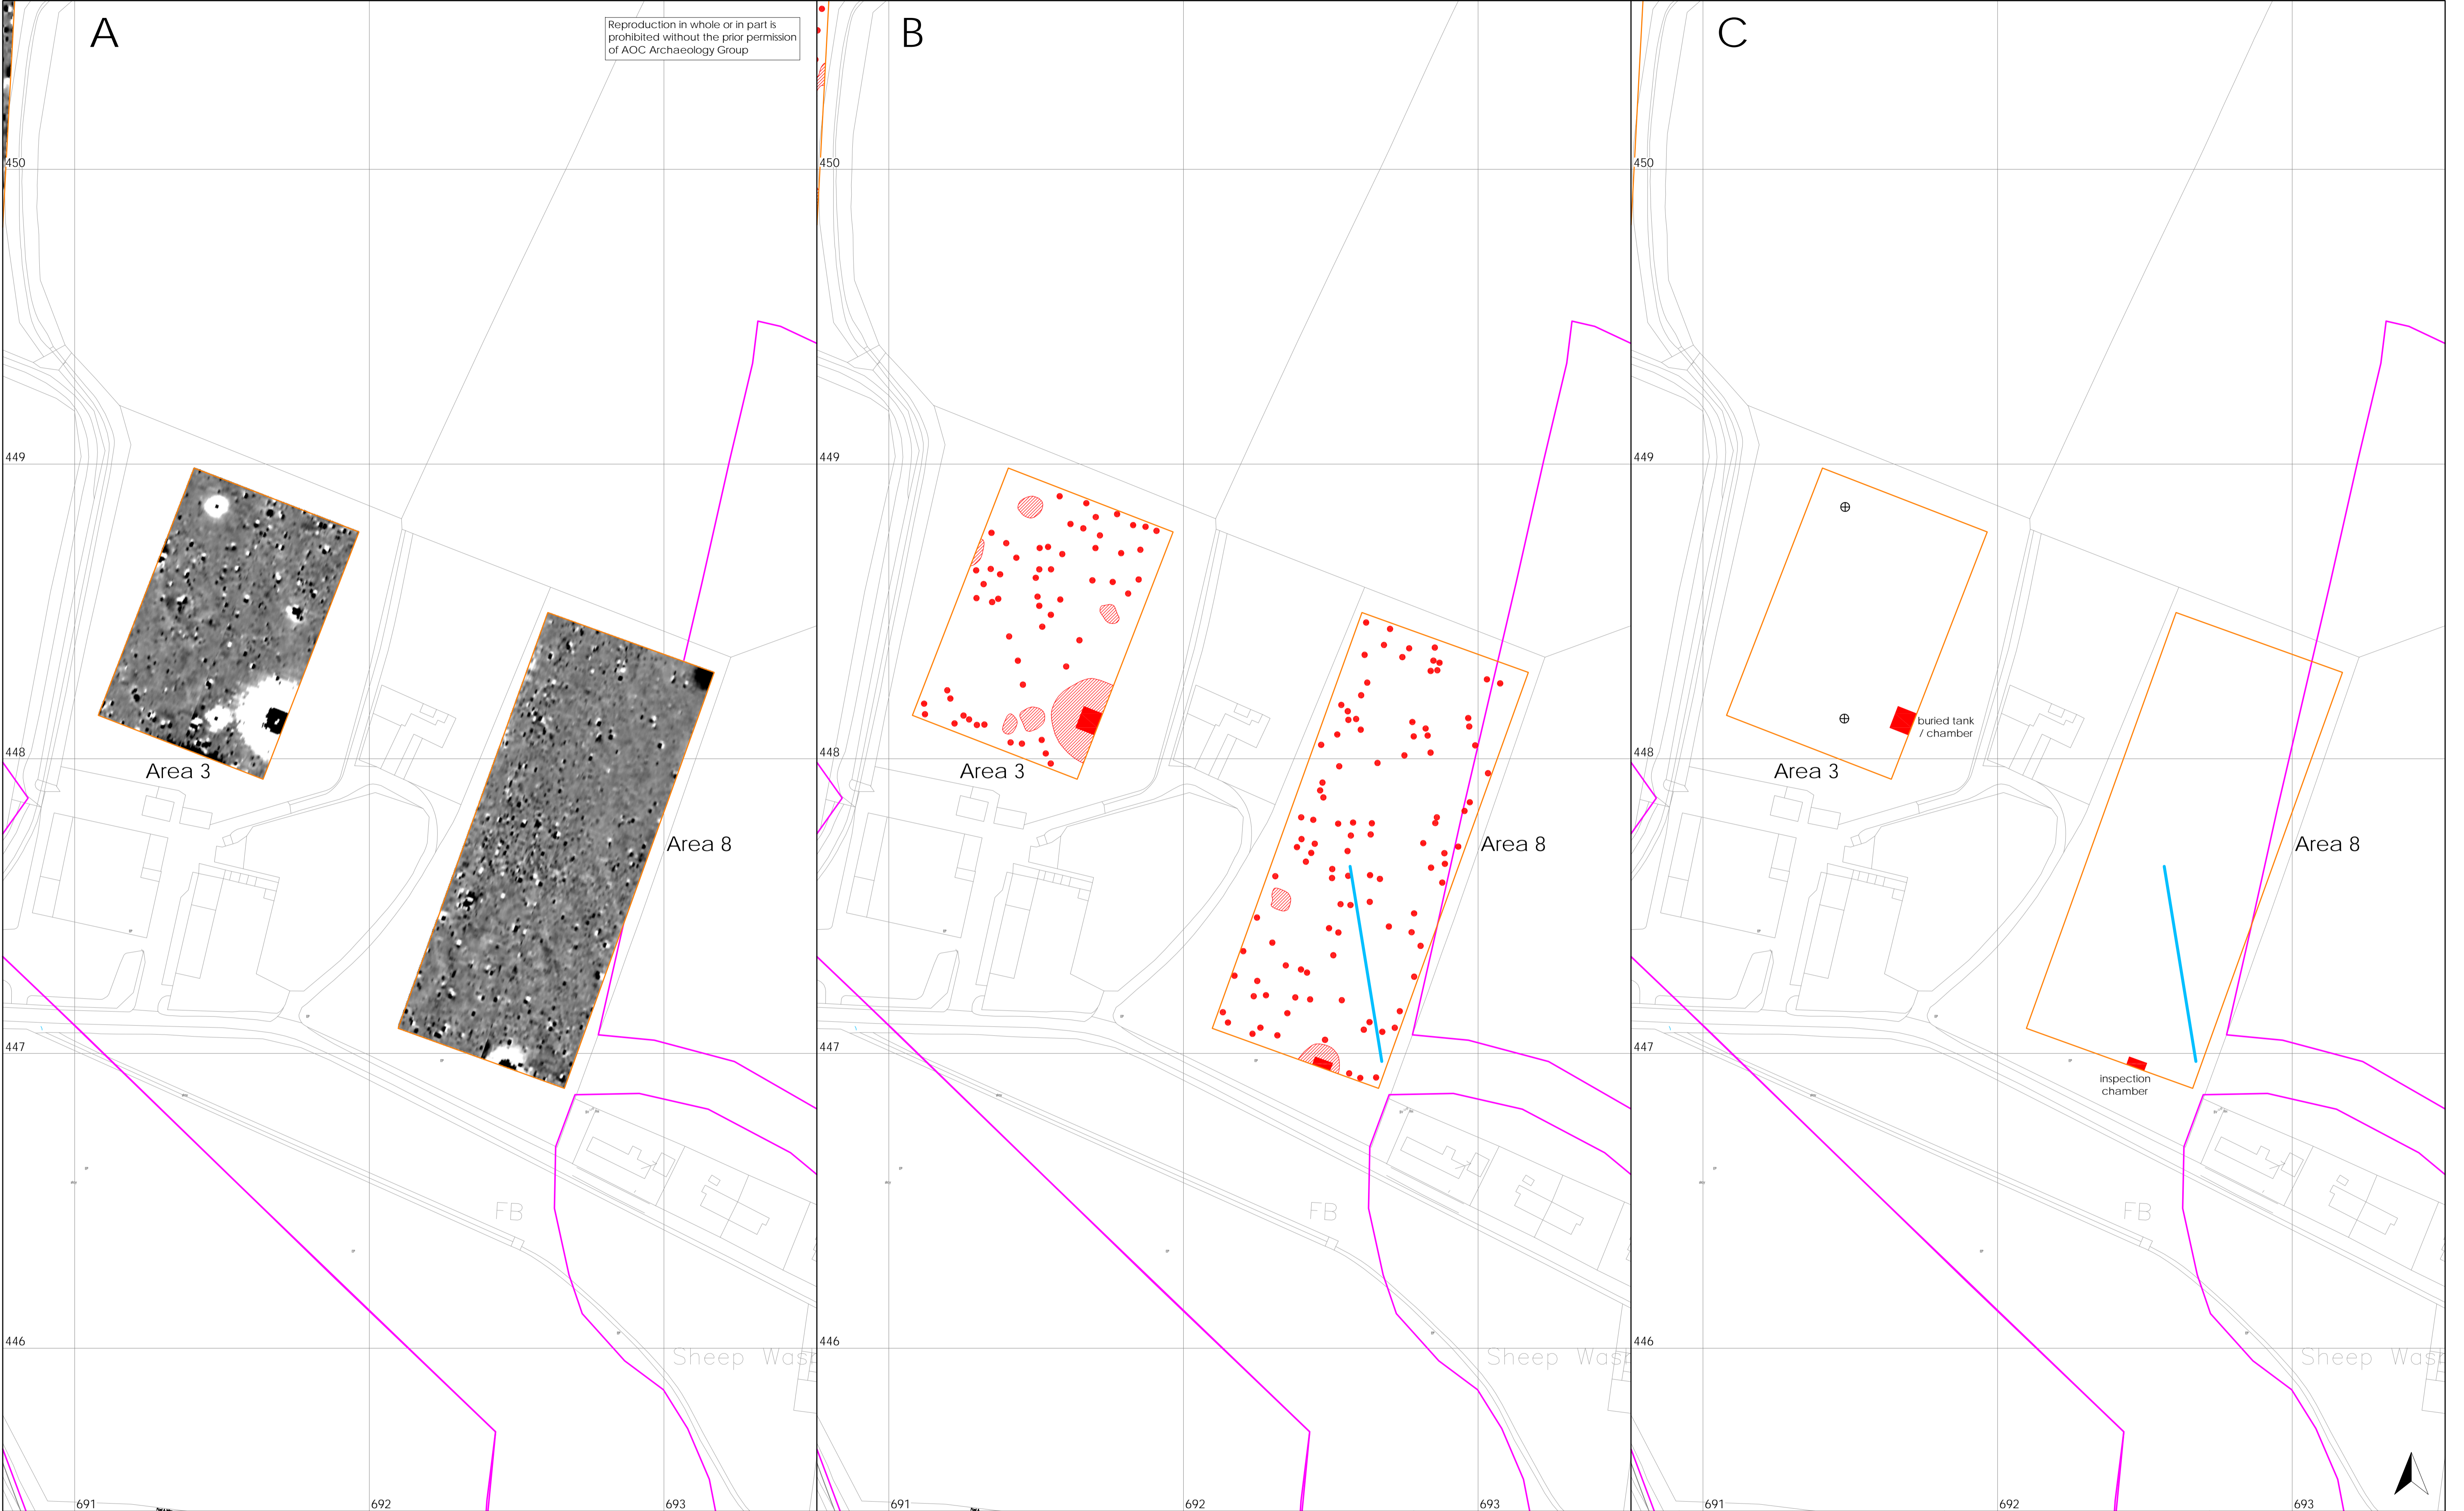 A
Reproduction in whole or in part is
prohibited without the prior permission
of AOC Archaeology Group
450
449
Area 3
448
Area 8
447
FB
446
Sheep Was
691
692
693
B
450
449
Area 3
448
Area 8
447
FB
446
Sheep Was
691
692
693
C
450
449
buried tank
/ chamber
Area 3
448
Area 8
447
inspection
chamber
FB
446
Sheep Was
691
692
693